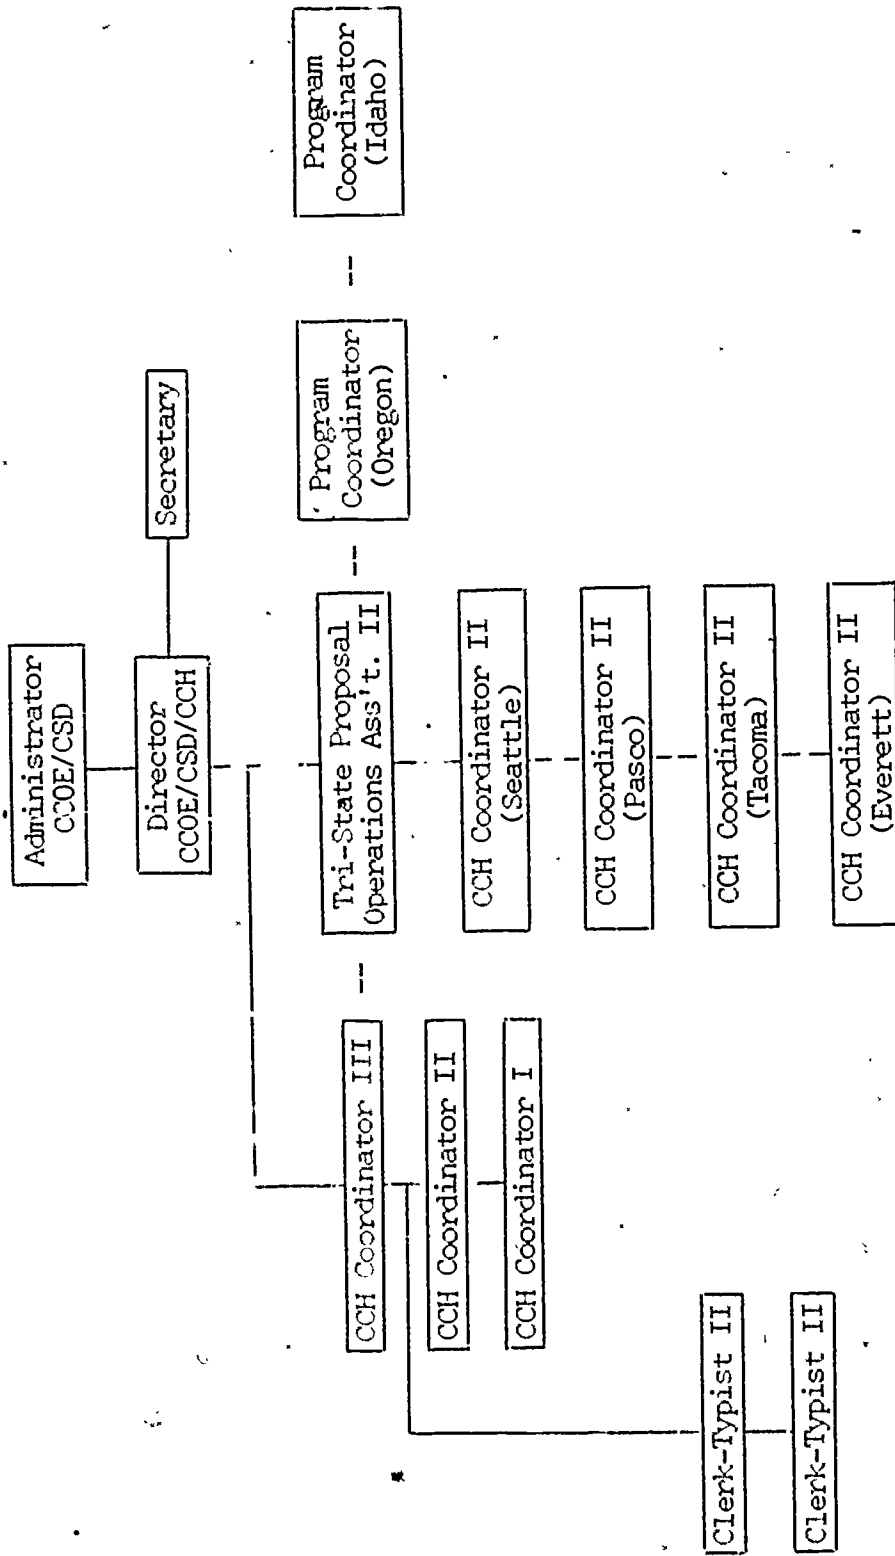 Administrator
CCOE/CSD
Director
CCOE/CSD/CCH
Secretary
CCH Coordinator III
Tri-State Proposal
Operations Ass't. II
Program
Coordinator
(Oregon)
Program
Coordinator
(Idaho)
CCH Coordinator II
CCH Coordinator I
CCH Coordinator II
(Seattle)
CCH Coordinator II
(Pasco)
CCH Coordinator II
(Tacoma)
CCH Coordinator II
(Everett)
Clerk-Typist II
Clerk-Typist II